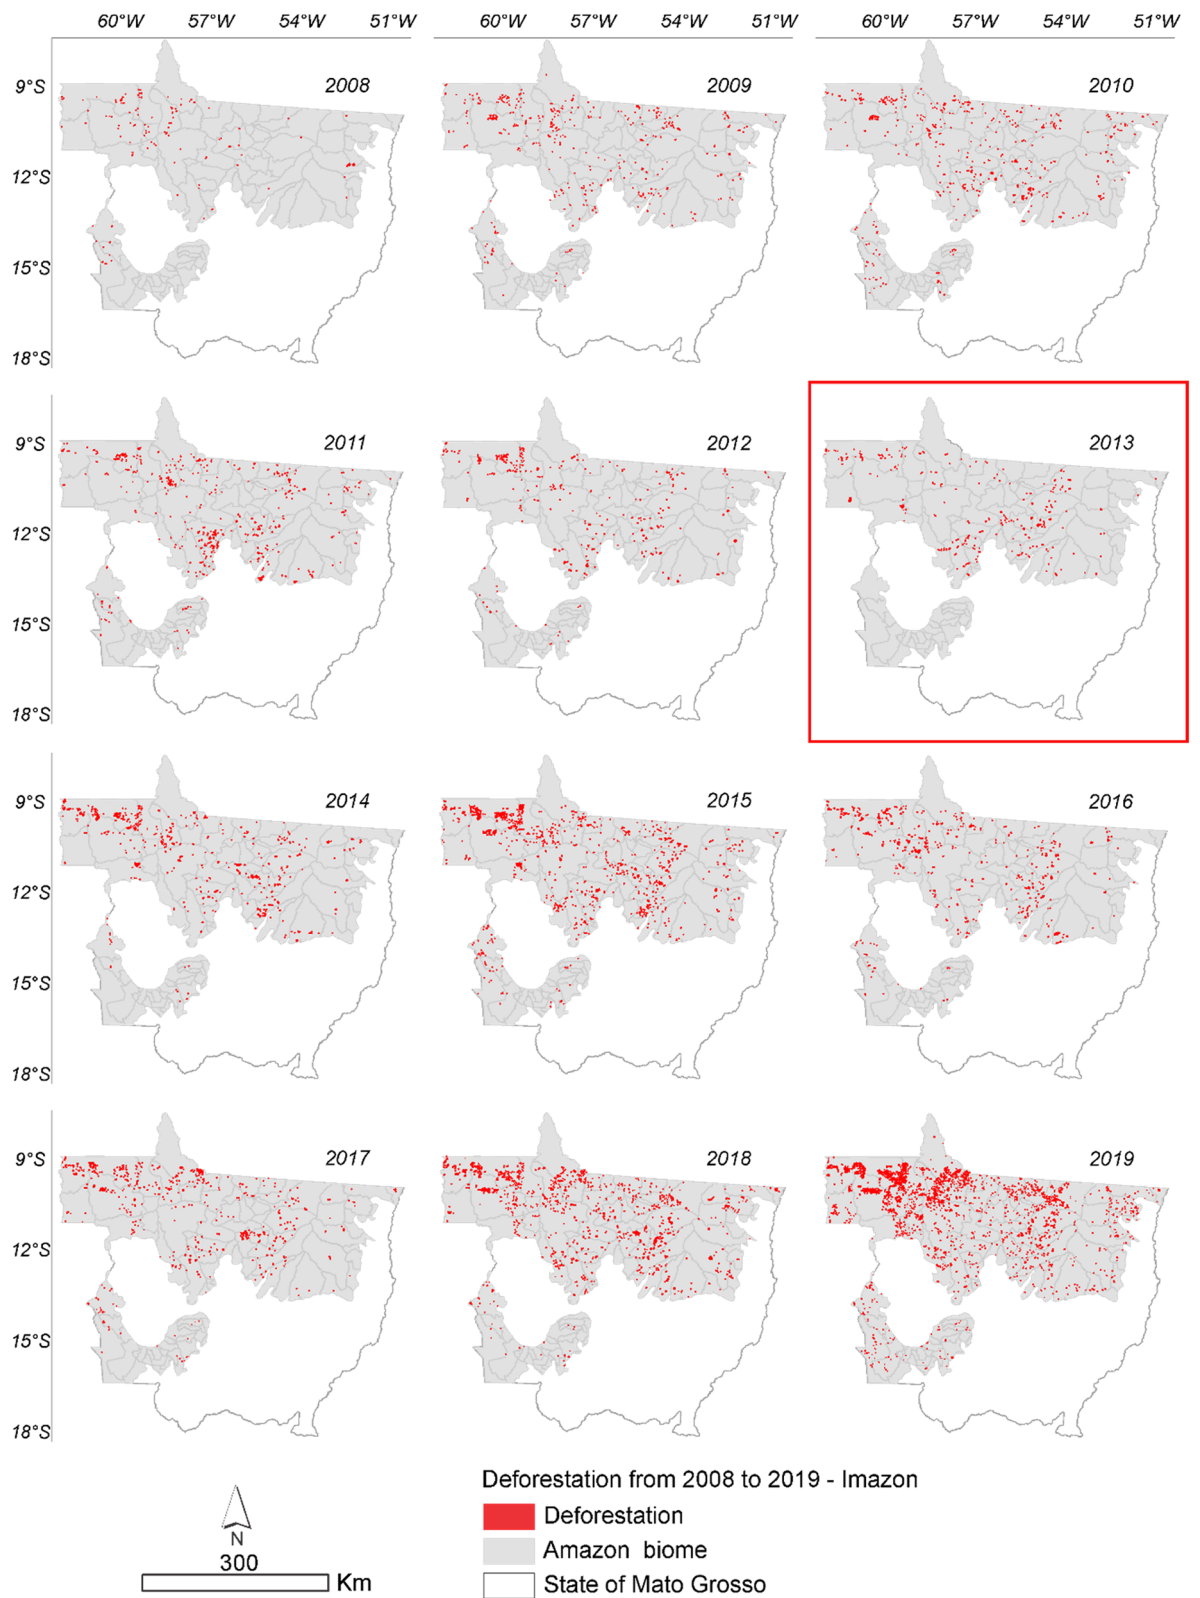 60°W 57°W 54°W 51°W 60°W 57°W 54°W 51°W 60°W 57°W 54°W 51°W
9°S 2008 2009 2010
12°S
15°S
18°S
9°S 2011 2012 2013
12°S
15°S
18°S
9°S 2014 2015 2016
12°S
15°S
18°S
9°S 2017 2018 2019
12°S
15°S
18°S
Deforestation from 2008 to 2019 - Imazon
Deforestation
Amazon biome
State of Mato Grosso
N
300
Km